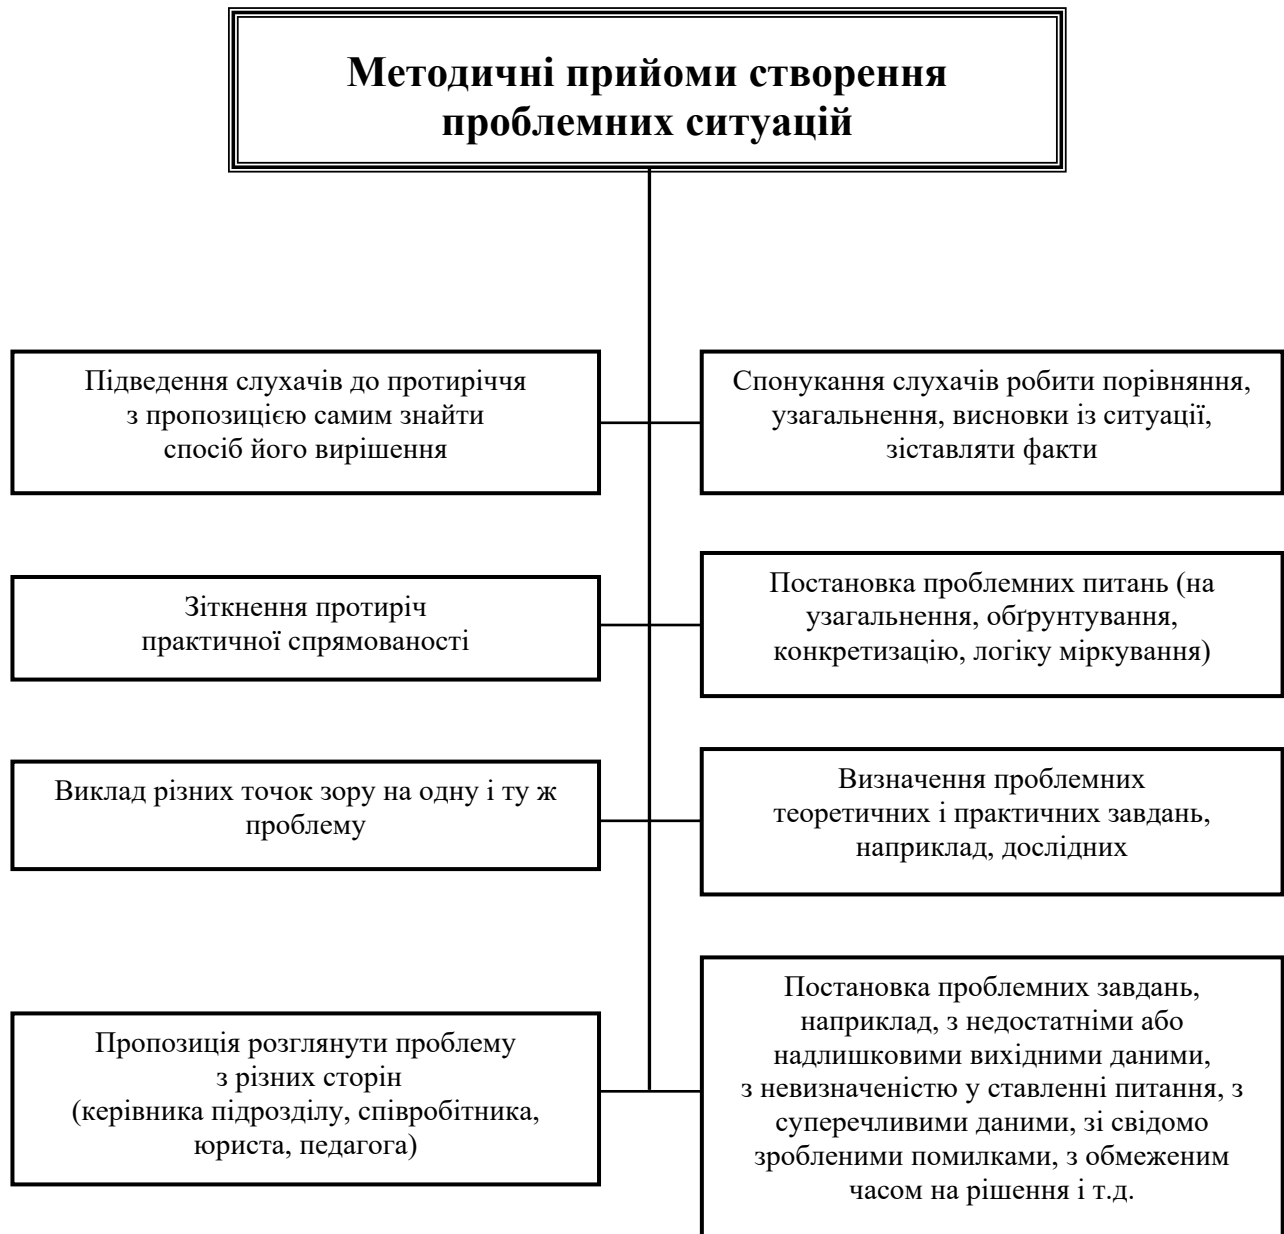 Методичні прийоми створення
проблемних ситуацій
Підведення слухачів до протиріччя
з пропозицією самим знайти
спосіб його вирішення
Спонукання слухачів робити порівняння,
узагальнення, висновки із ситуації,
зіставляти факти
Зіткнення протиріч
практичної спрямованості
Постановка проблемних питань (на
узагальнення, обґрунтування,
конкретизацію, логіку міркування)
Виклад різних точок зору на одну і ту ж
проблему
Визначення проблемних
теоретичних і практичних завдань,
наприклад, дослідних
Пропозиція розглянути проблему
з різних сторін
(керівника підрозділу, співробітника,
юриста, педагога)
Постановка проблемних завдань,
наприклад, з недостатніми або
надлишковими вихідними даними,
з невизначеністю у ставленні питання, з
суперечливими даними, зі свідомо
зробленими помилками, з обмеженим
часом на рішення і т.д.